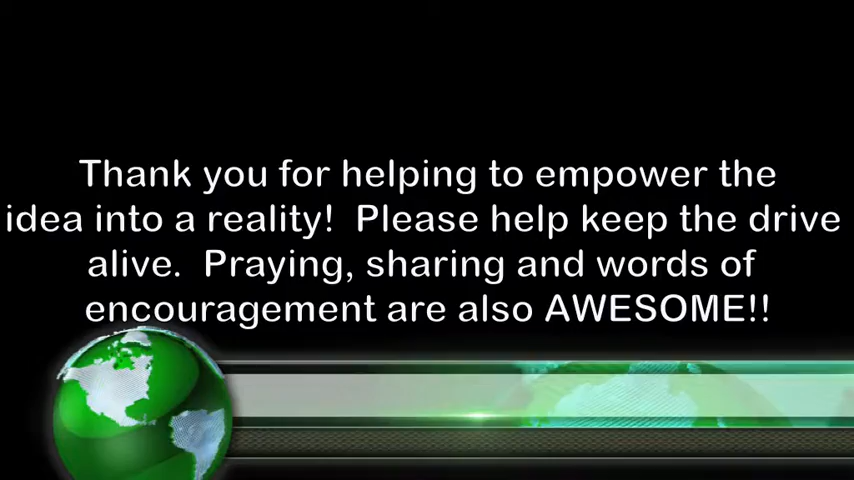 Thank you for helping to empower the
idea into a reality!  Please help keep the drive
alive.  Praying, sharing and words of
encouragement are also AWESOME!!